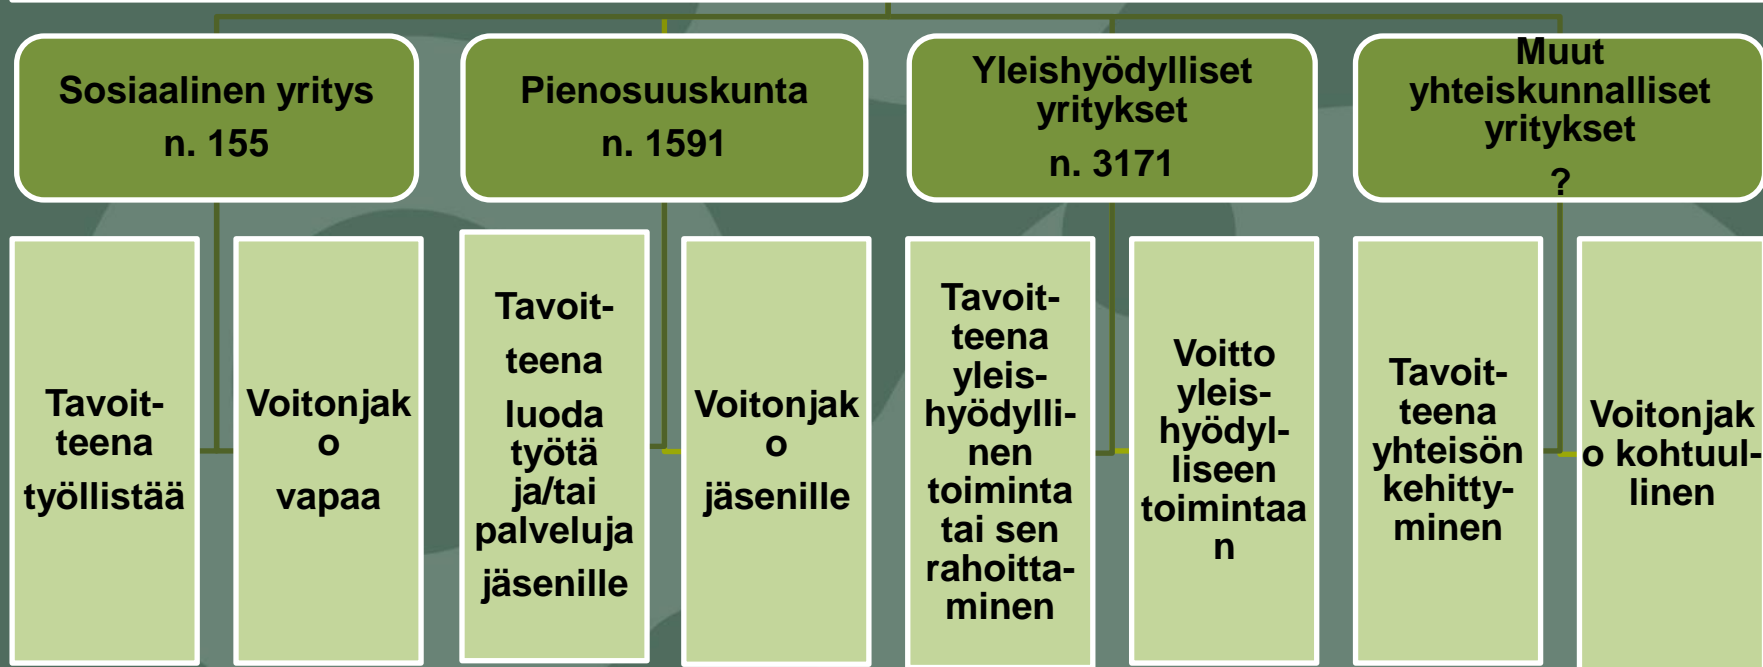 Sosiaalinen yritys
n. 155
Pienosuuskunta
n. 1591
Yleishyödylliset
yritykset
n. 3171
Muut
yhteiskunnalliset
yritykset
?
Tavoit-
teena
työllistää
Voitonjak
o
vapaa
Tavoit-
teena
luoda
työtä
ja/tai
palveluja
jäsenille
Voitonjak
o
jäsenille
Tavoit-
teena
yleis-
hyödylli-
nen
toiminta
tai sen
rahoitta-
minen
Voitto
yleis-
hyödyl-
liseen
toimintaa
n
Tavoit-
teena
yhteisön
kehitty-
minen
Voitonjak
o kohtuul-
linen